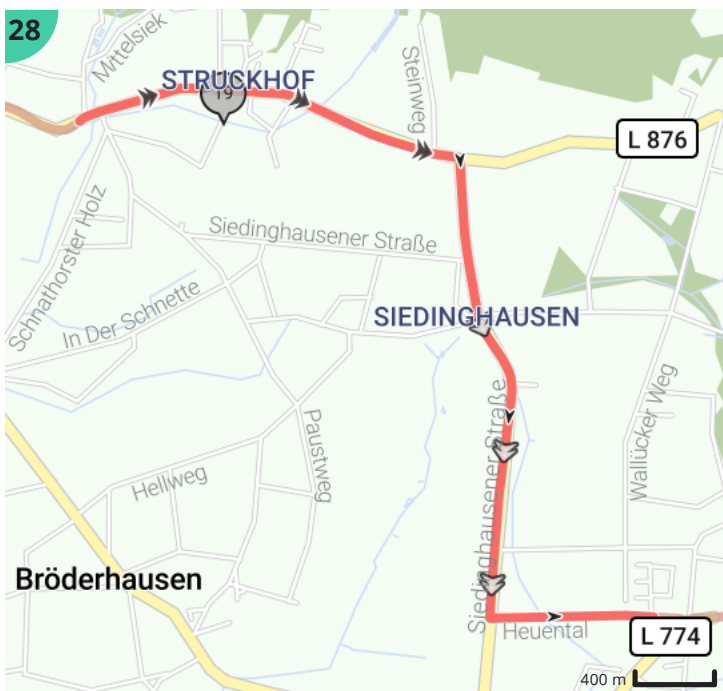 28
Mittelsiek
STRUCKHOF
19
Steinweg
L 876
Schnathorster Holz
Siedinghausener Straße
In Der Schnette
SIEDINGHAUSEN
Siedinghausener Straße
Wallücker Weg
Paustweg
Hellweg
Bröderhausen
Heuental
L 774
400 m